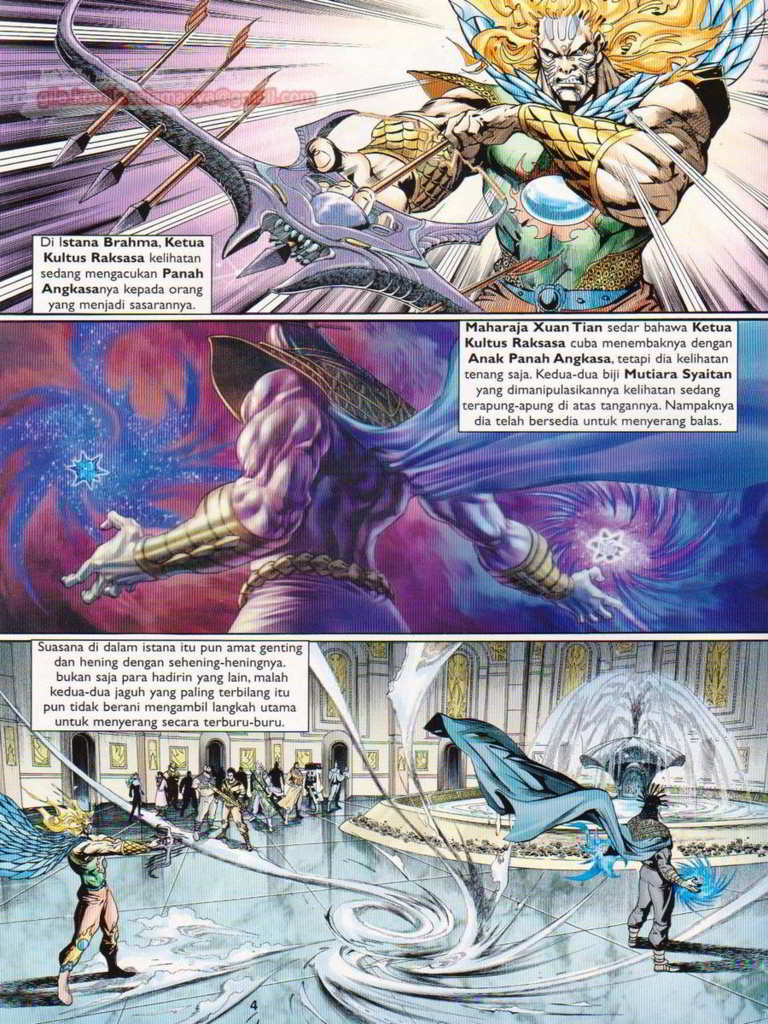 Di Istana Brahma, Ketua
Kultus Raksasa kelihatan
sedang mengacukan Panah
Angkasanya kepada orang
yang menjadi sasarannya.
Maharaja Xuan Tian sedar bahawa Ketua
Kultus Raksasa cuba menembaknya dengan
Anak Panah Angkasa, tetapi dia kelihatan
tenang saja. Kedua-dua biji Mutiara Syaitan
yang dimanipulasikannya kelihatan sedang
terapung-apung di atas tangannya. Nampaknya
dia telah bersedia untuk menyerang balas.
Suasana di dalam istana itu pun amat genting
dan hening dengan sehening-heningnya.
bukan saja para hadirin yang lain, malah
kedua-dua jaguh yang paling terbilang itu
pun tidak berani mengambil langkah utama
untuk menyerang secara terburu-buru.
4